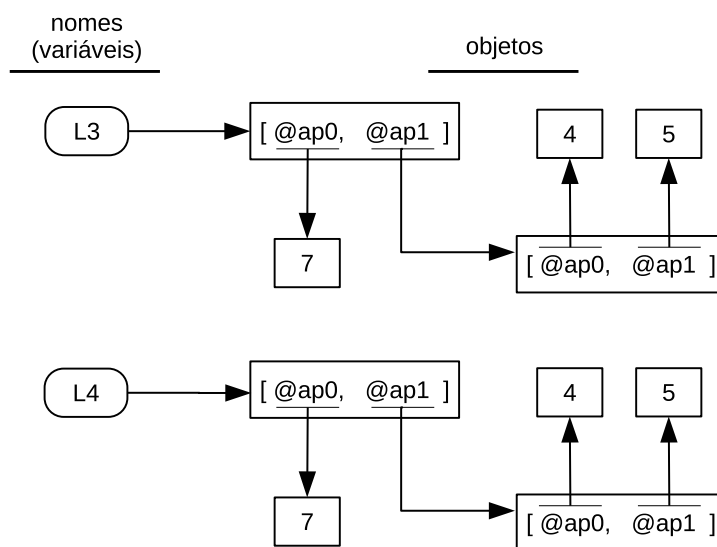 nomes
(variáveis)
objetos
L3
[ @ap0, @ap1 ]
4
5
7
[ @ap0, @ap1 ]
L4
[ @ap0, @ap1 ]
4
5
7
[ @ap0, @ap1 ]